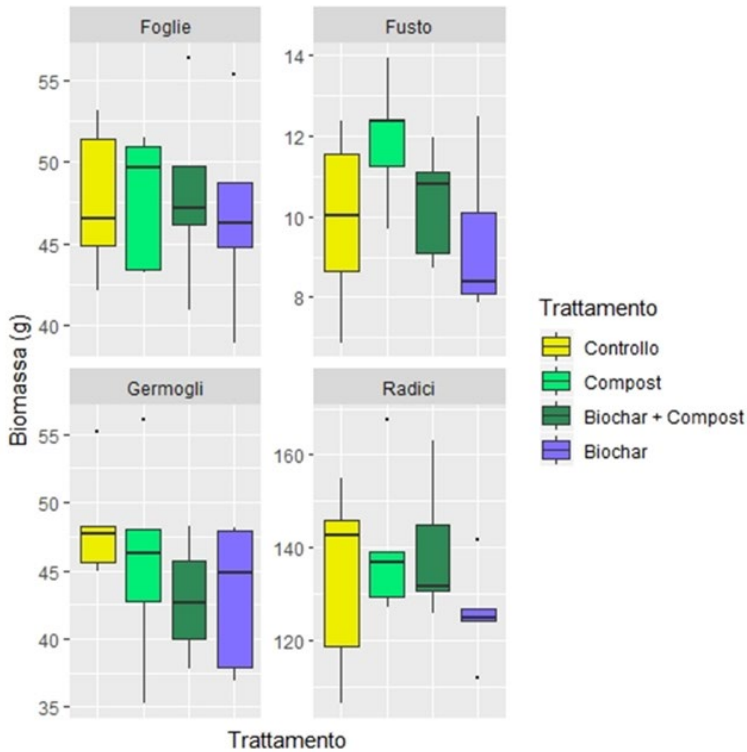 Foglie
Fusto
55
50
45
40
14
12
10
8
Biomassa (g)
Germogli
Radici
55
50
45
40
35
160
140
120
Trattamento
Trattamento
Controllo
Compost
Biochar + Compost
Biochar